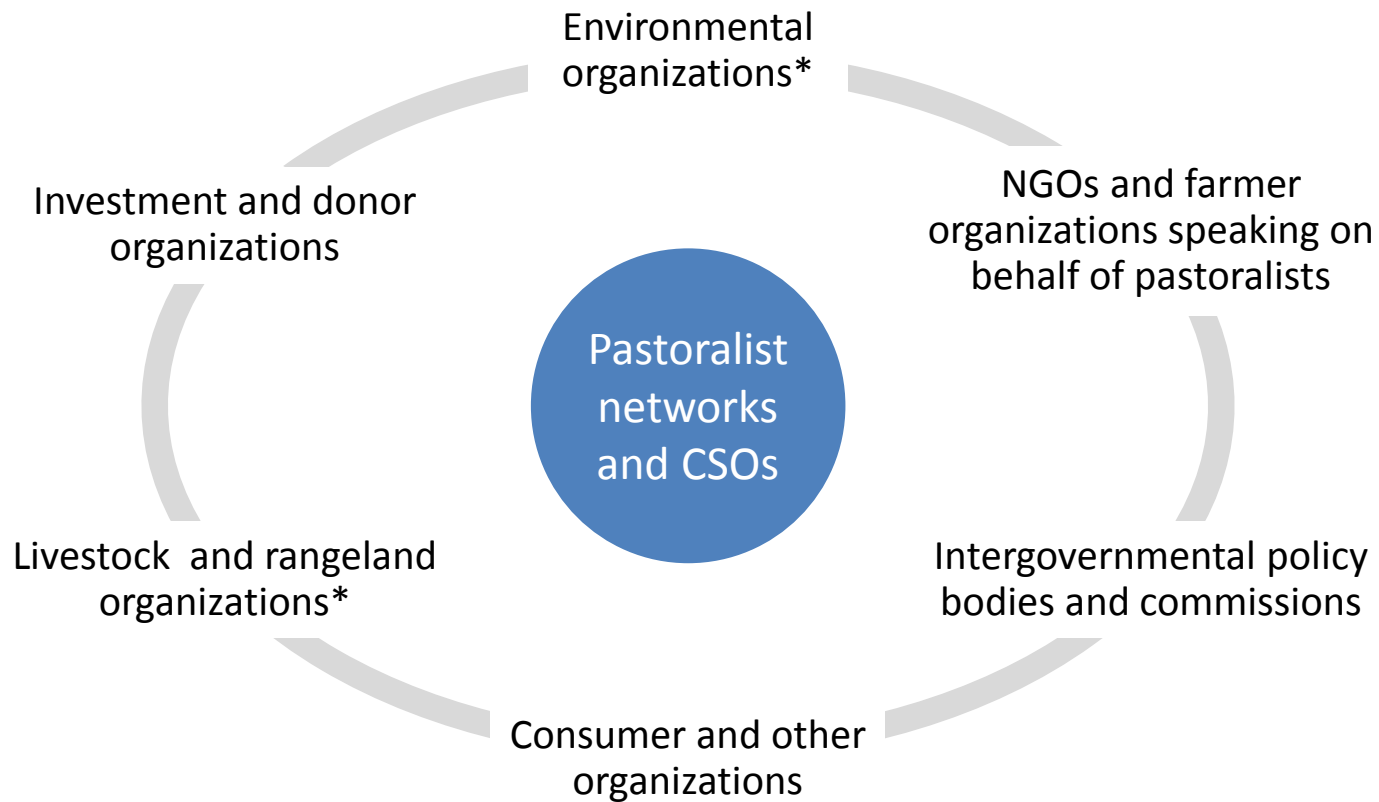 Environmental
organizations*
NGOs and farmer
organizations speaking on
behalf of pastoralists
Intergovernmental policy
bodies and commissions
Consumer and other
organizations
Livestock  and rangeland
organizations*
Investment and donor
organizations
Pastoralist
networks
and CSOs